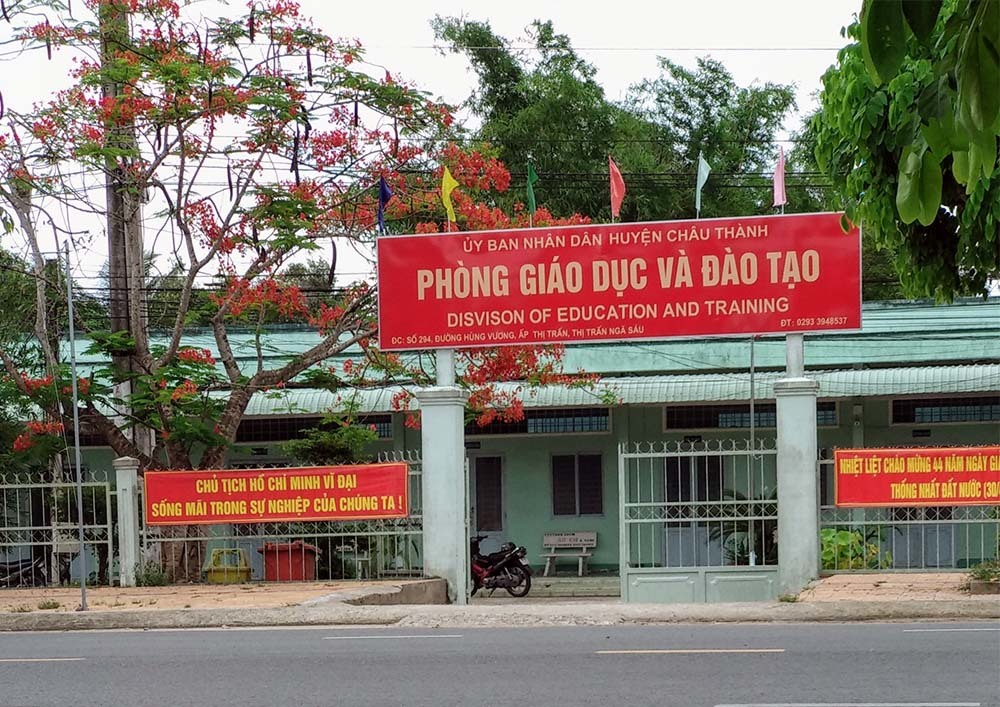 ỦY BAN NHÂN DÂN HUYỆN CHÂU THÀNH
PHÒNG GIÁO DỤC VÀ ĐÀO TẠO
DISVISON OF EDUCATION AND TRAINING
ĐC: SỐ 294, ĐƯỜNG HÙNG VƯƠNG, ẤP THỊ TRẤN, THỊ TRẤN NGÃ SÁU ĐT: 0293 3948537
CHỦ TỊCH HỒ CHÍ MINH VĨ ĐẠI
SỐNG MÃI TRONG SỰ NGHIỆP CỦA CHÚNG TA !
NHIỆT LIỆT CHÀO MỪNG 44 NĂM NGÀY GI
THỐNG NHẤT ĐẤT NƯỚC (30/